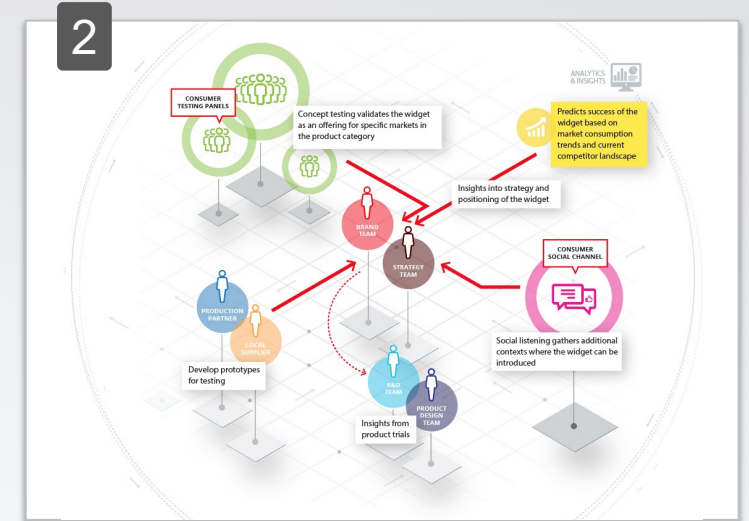 2
ANALYTICS
& INSIGHTS
CONSUMER
TESTING PANELS
Concept testing validates the widget
as an offering for specific markets in
the product category
Predicts success of the
widget based on
market consumption
trends and current
competitor landscape
Insights into strategy and
positioning of the widget
BRAND
TEAM
STRATEGY
TEAM
CONSUMER
SOCIAL CHANNEL
PRODUCTION
PARTNER
LOCAL
SUPPLIER
Develop prototypes
for testing
Social listening gathers additional
contexts where the widget can be
introduced
R&D
TEAM
PRODUCT
DESIGN
TEAM
Insights from
product trials